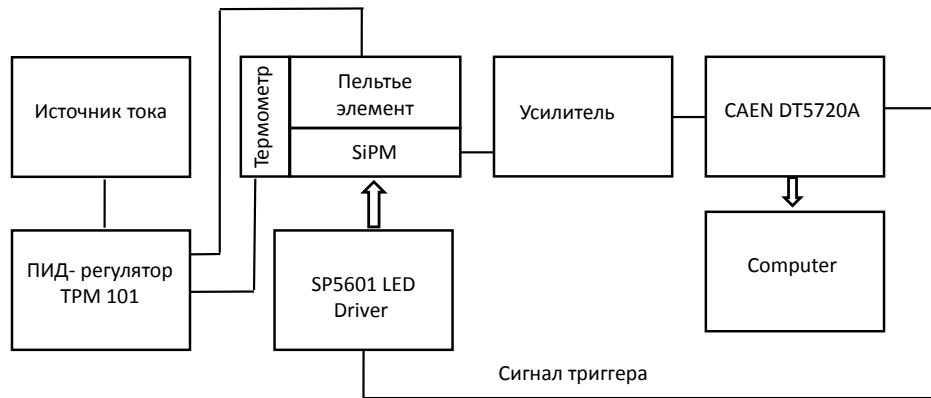 Источник тока
Термометр
Пельтье
элемент
SiPM
Усилитель
CAEN DT5720A
ПИД- регулятор
ТРМ 101
SP5601 LED
Driver
Computer
Сигнал триггера